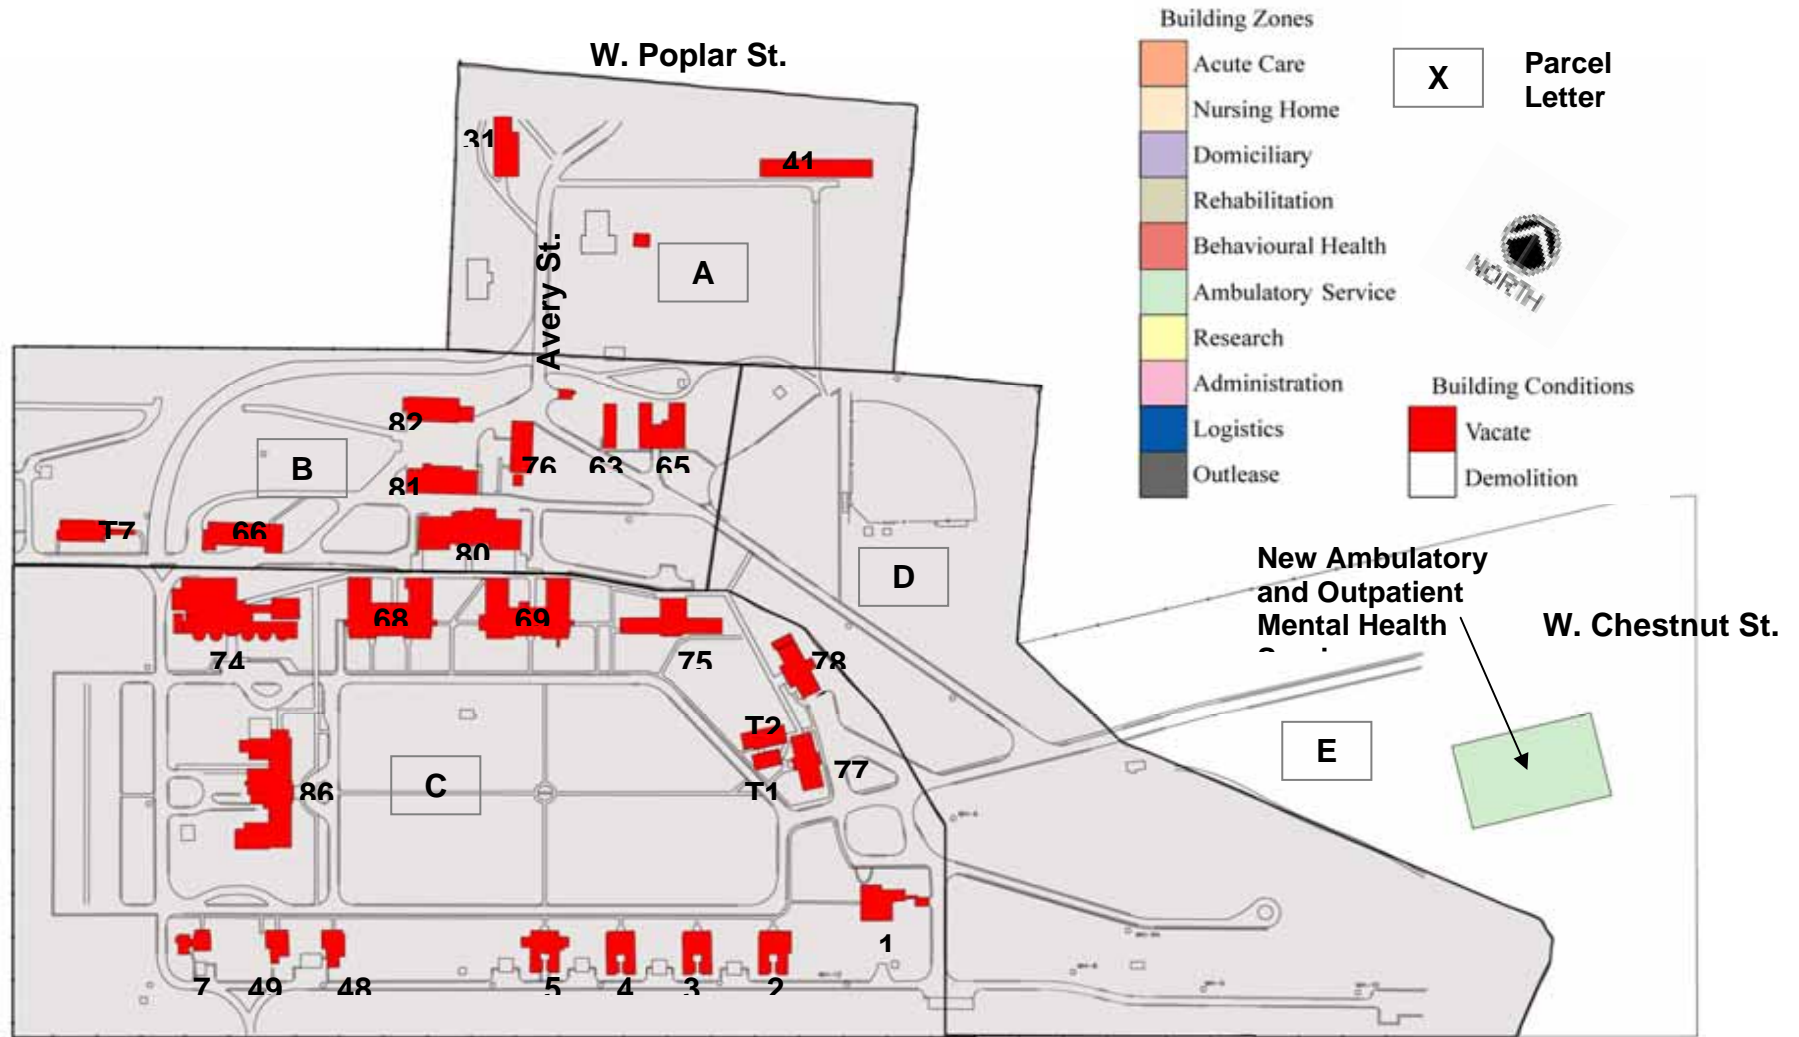 W. Poplar St.
Building Zones
Acute Care
Nursing Home
Domiciliary
Rehabilitation
Behavioural Health
Ambulatory Service
Research
Administration
Logistics
Outlease
X
Parcel
Letter
NORTH
Building Conditions
Vacate
Demolition
31
41
A
Avery St.
82
76
63
65
B
81
T7
66
80
D
New Ambulatory
and Outpatient
Mental Health
W. Chestnut St.
68
69
74
75
78
T2
77
T1
E
86
C
1
7
49
48
5
4
3
2